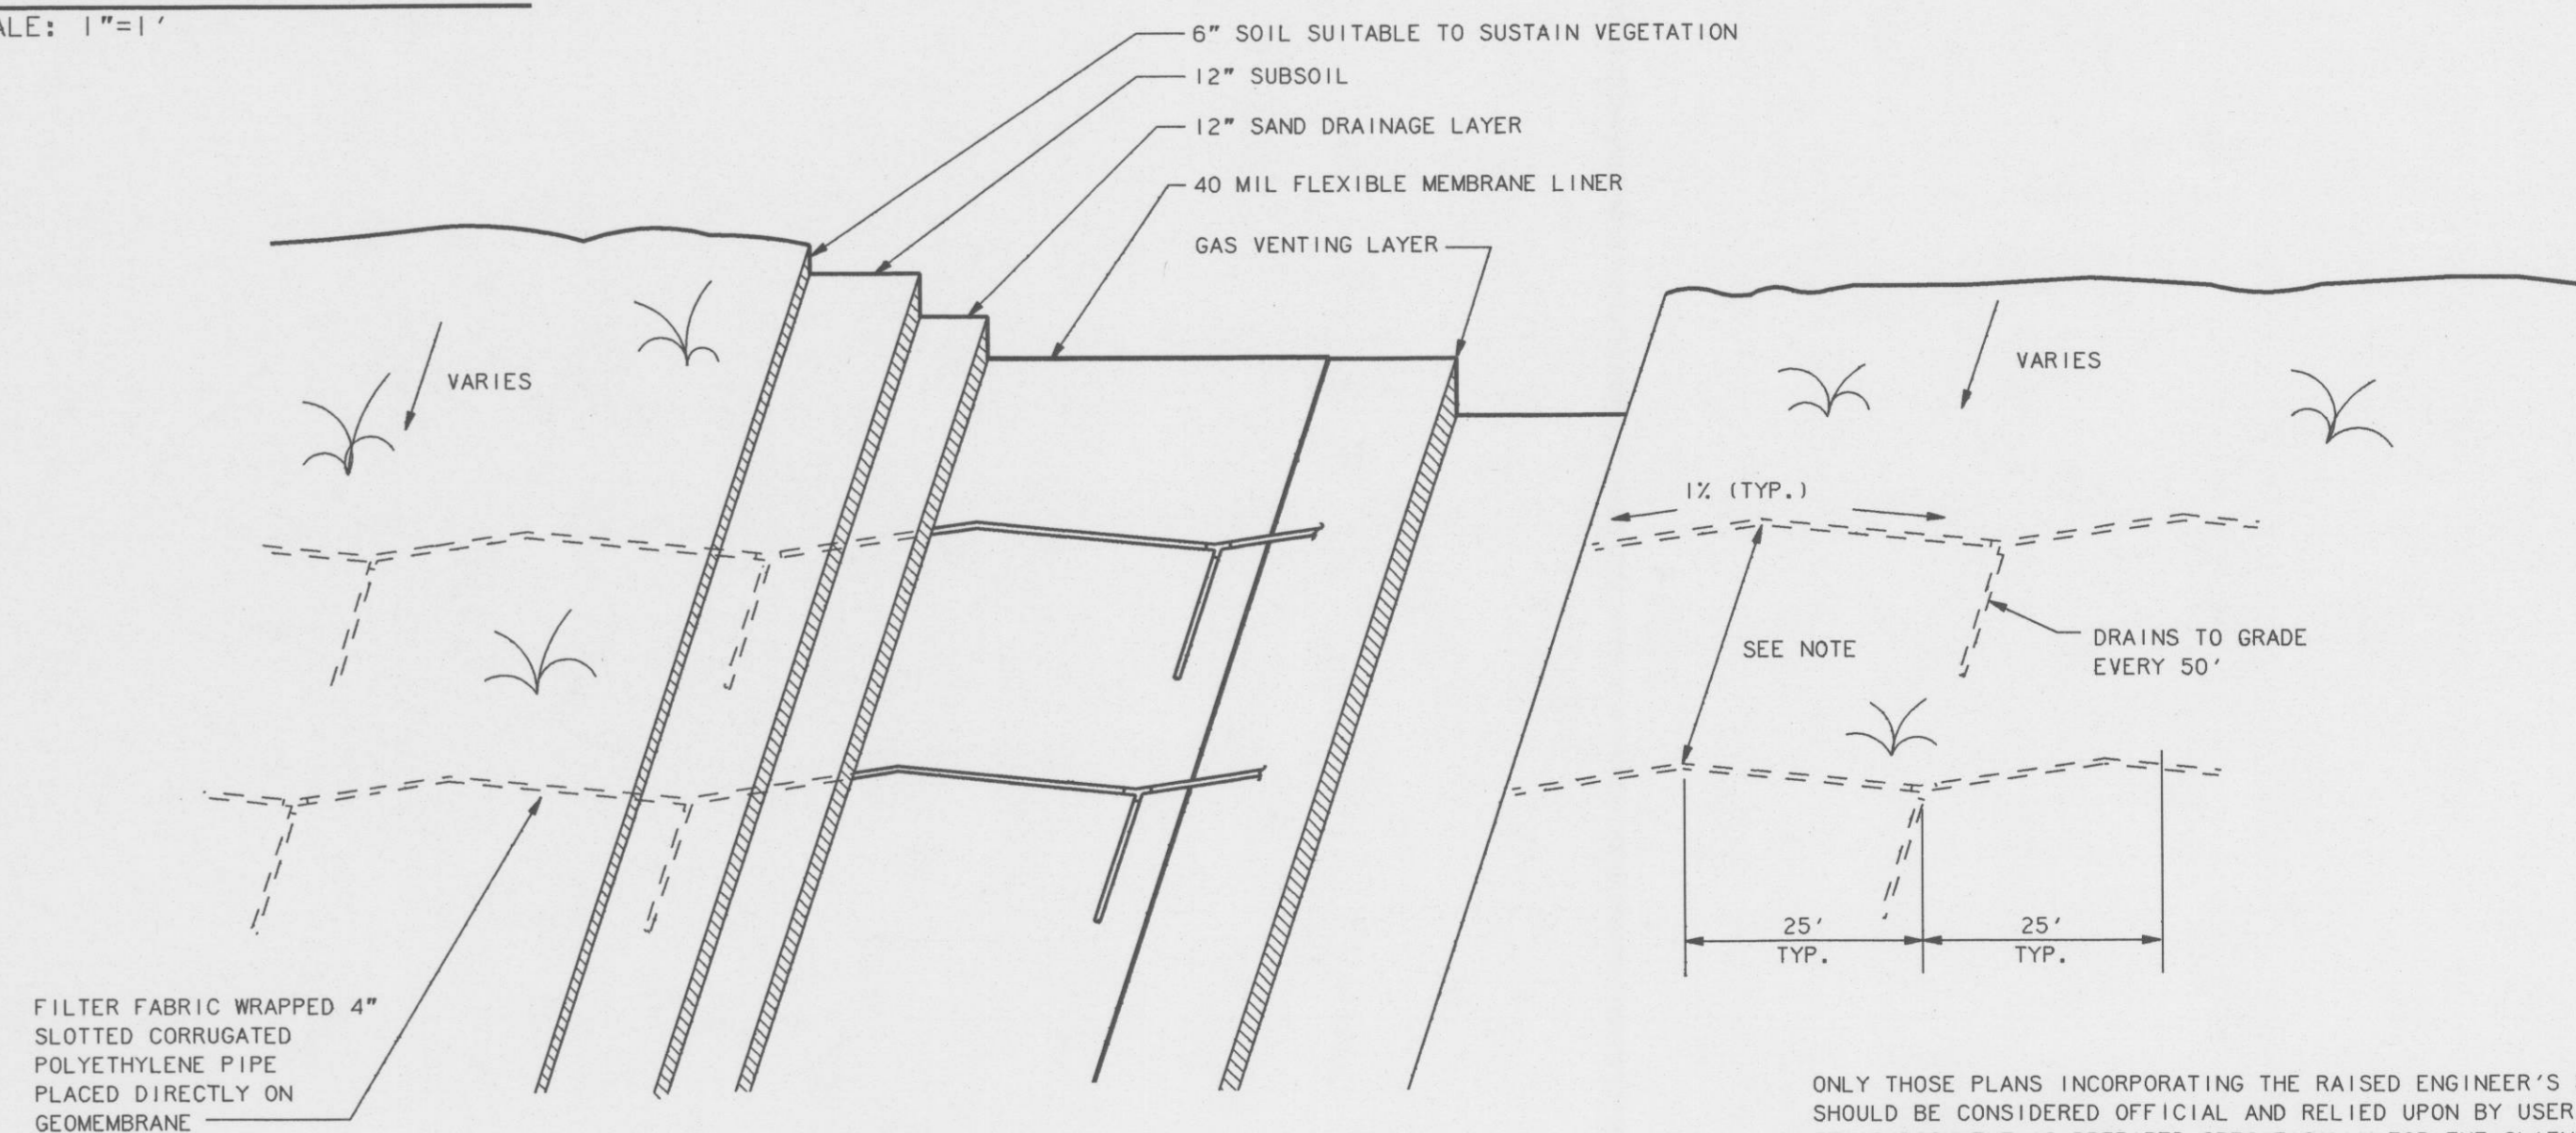 ALE: 1"=1'
6" SOIL SUITABLE TO SUSTAIN VEGETATION
12" SUBSOIL
12" SAND DRAINAGE LAYER
40 MIL FLEXIBLE MEMBRANE LINER
GAS VENTING LAYER
VARIES
VARIES
1% (TYP.)
SEE NOTE
DRAINS TO GRADE
EVERY 50'
25'
TYP.
25'
TYP.
FILTER FABRIC WRAPPED 4"
SLOTTED CORRUGATED
POLYETHYLENE PIPE
PLACED DIRECTLY ON
GEOMEMBRANE
ONLY THOSE PLANS INCORPORATING THE RAISED ENGINEER'S
SHOULD BE CONSIDERED OFFICIAL AND RELIED UPON BY USER